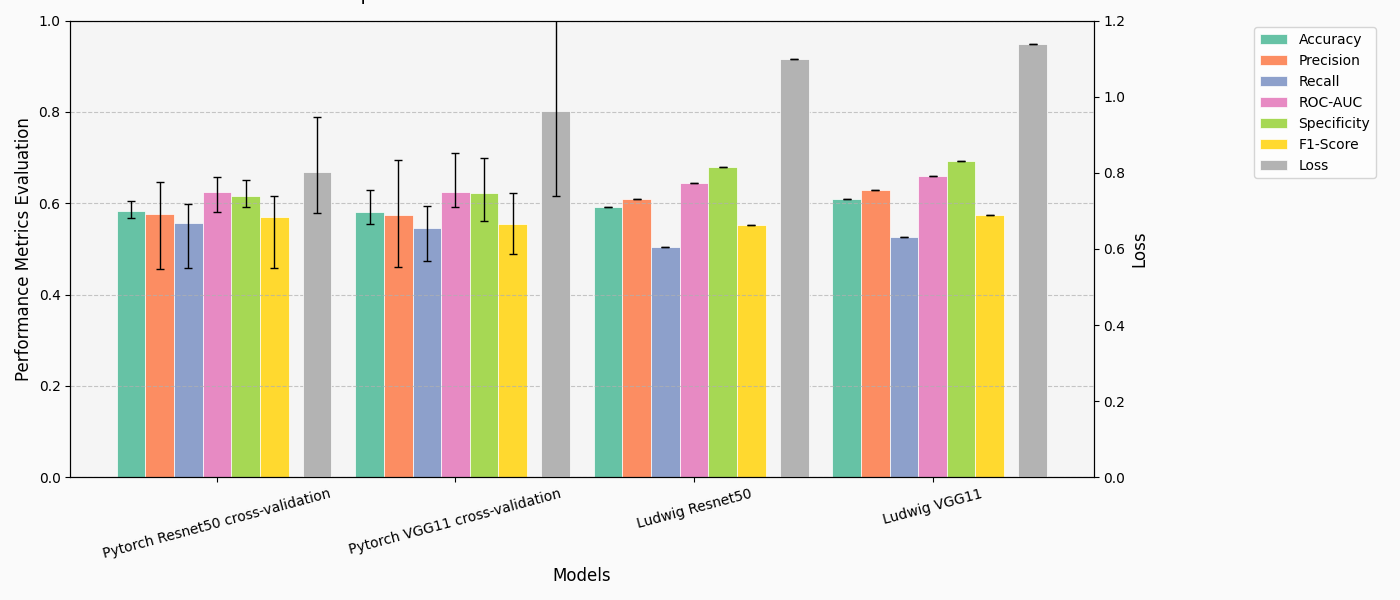 1.0
0.8
0.6
0.4
0.2
0.0
Performance Metrics Evaluation
1.2
1.0
0.8
0.6
0.4
0.2
0.0
Loss
Accuracy
Precision
Recall
ROC-AUC
Specificity
F1-Score
Loss
Pytorch Resnet50 cross-validation
Pytorch VGG11 cross-validation
Ludwig Resnet50
Ludwig VGG11
Models